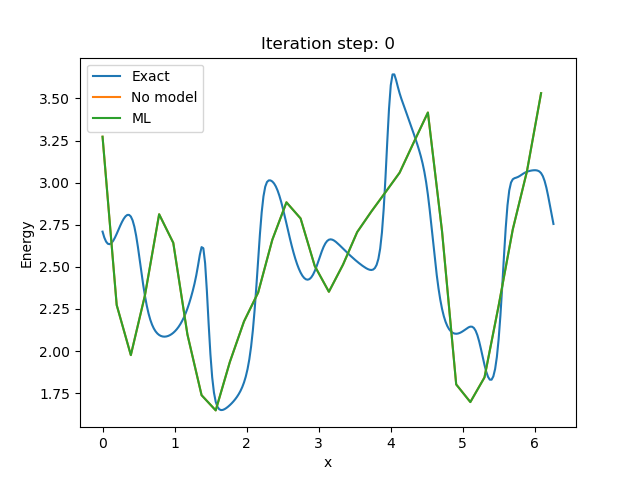 Iteration step: 0
Exact
No model
ML
Energy
3.50
3.25
3.00
2.75
2.50
2.25
2.00
1.75
0 1 2 3 4 5 6
x